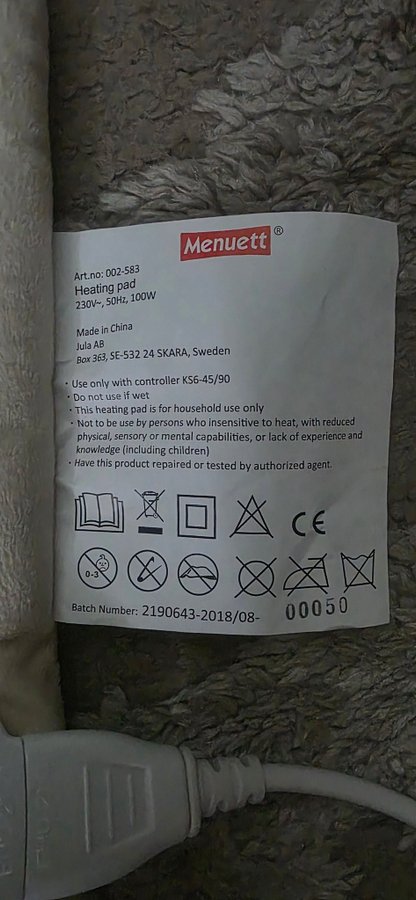 Menuett®
Art.no: 002-583
Heating pad
230V~, 50Hz, 100W
Made in China
Jula AB
Box 363, SE-532 24 SKARA, Sweden
· Use only with controller KS6-45/90
· Do not use if wet
· This heating pad is for household use only
· Not to be use by persons who insensitive to heat, with reduced
physical, sensory or mental capabilities, or lack of experience and
knowledge (including children)
· Have this product repaired or tested by authorized agent.
CE
0-3
Batch Number: 2190643-2018/08- 00050